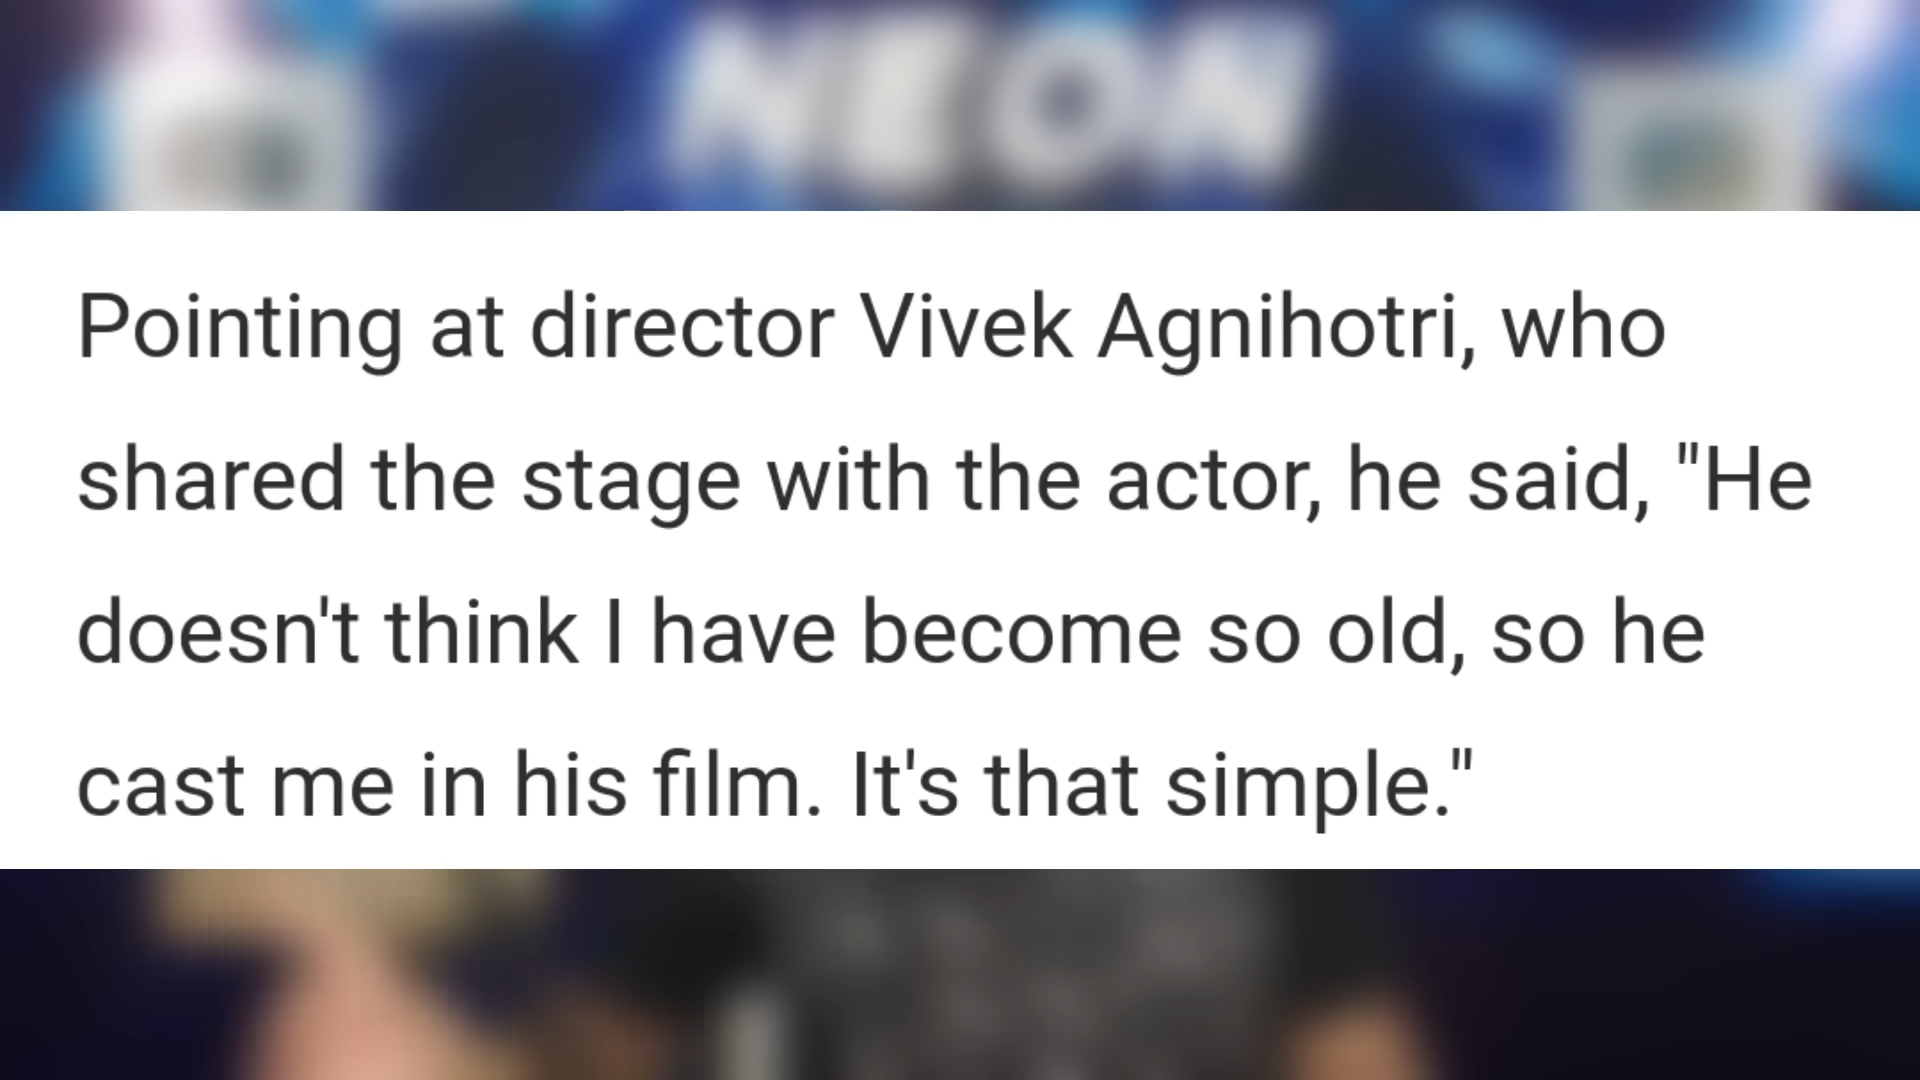 NEON
Pointing at director Vivek Agnihotri, who
shared the stage with the actor, he said, "He
doesn't think I have become so old, so he
cast me in his film. It's that simple."